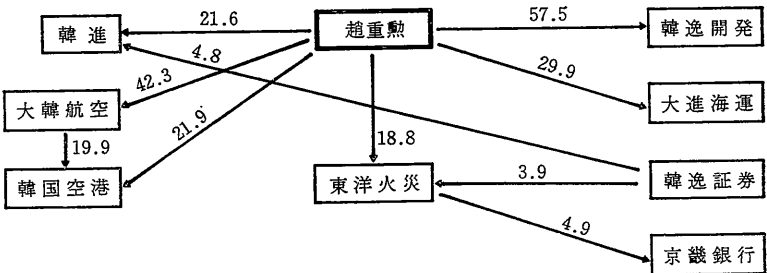 韓進
21.6
趙重勲
57.5
韓逸開発
4.8
42.3
29.9
大韓航空
大進海運
21.9
19.9
18.8
韓国空港
東洋火災
3.9
韓逸証券
4.9
京畿銀行